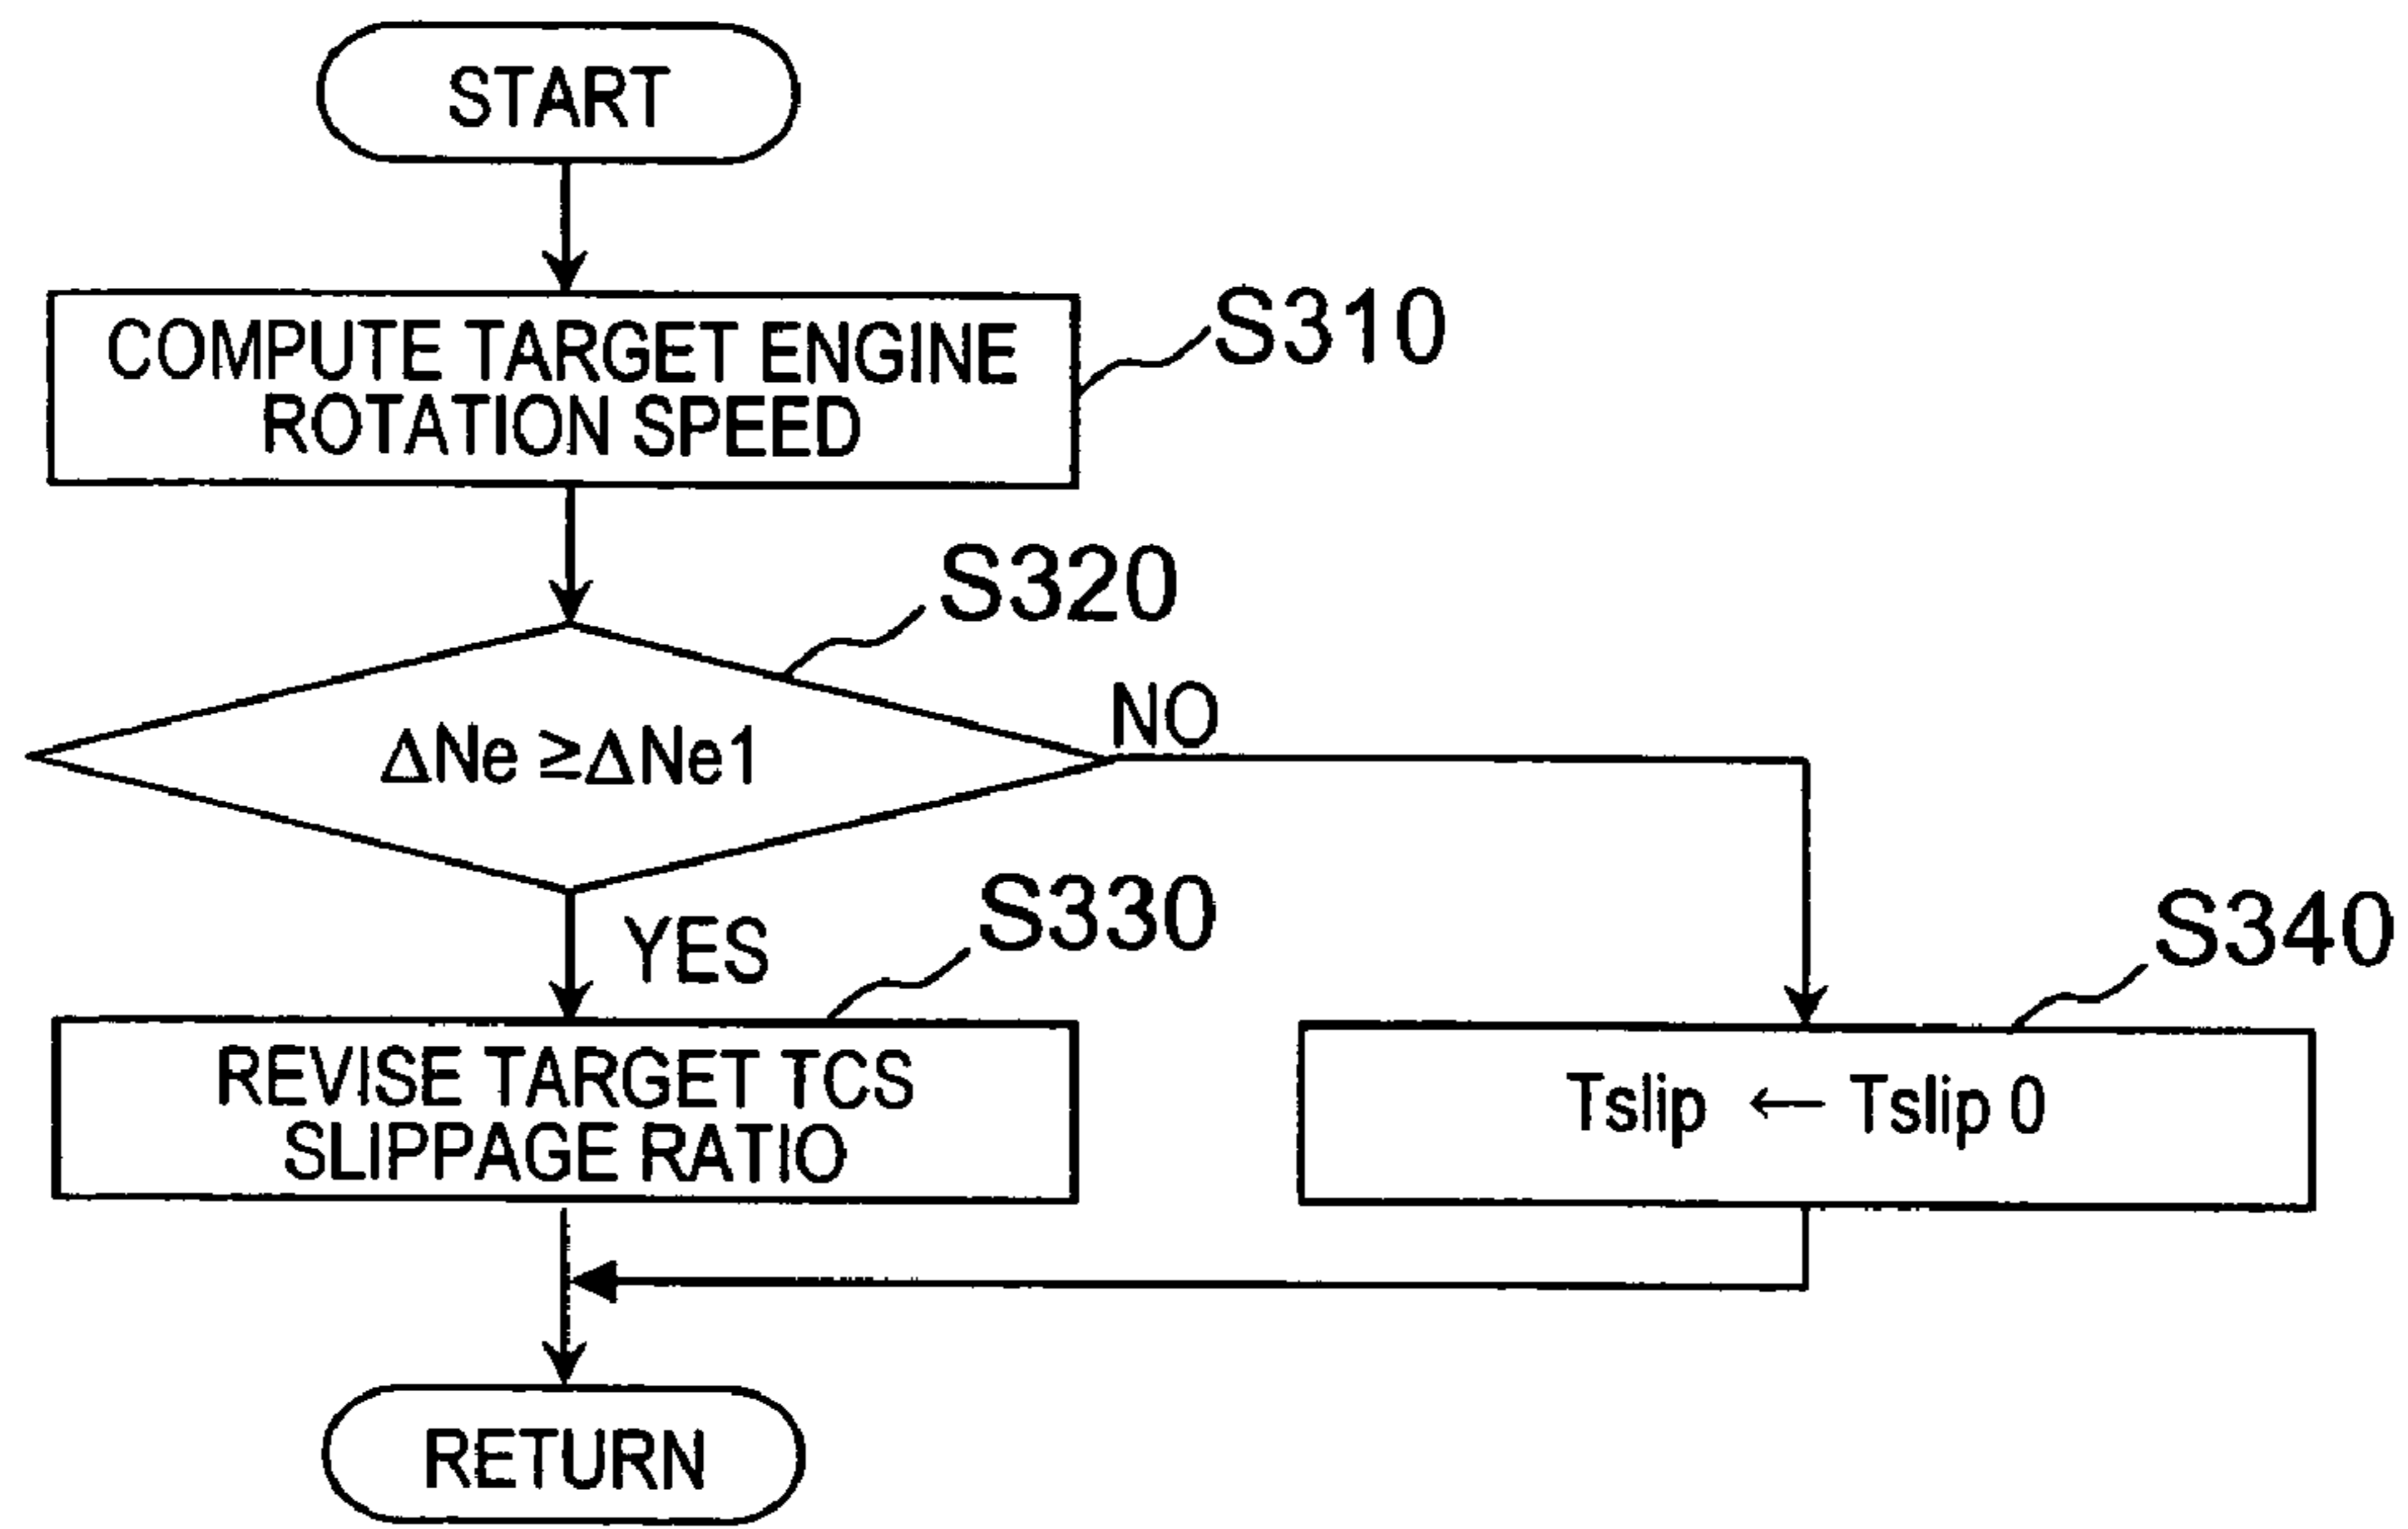 START
COMPUTE TARGET ENGINE
ROTATION SPEED
S310
S320
ΔNe ≥ΔNe1
NO
YES
S330
REVISE TARGET TCS
SLIPPAGE RATIO
S340
Tslip ← Tslip 0
RETURN